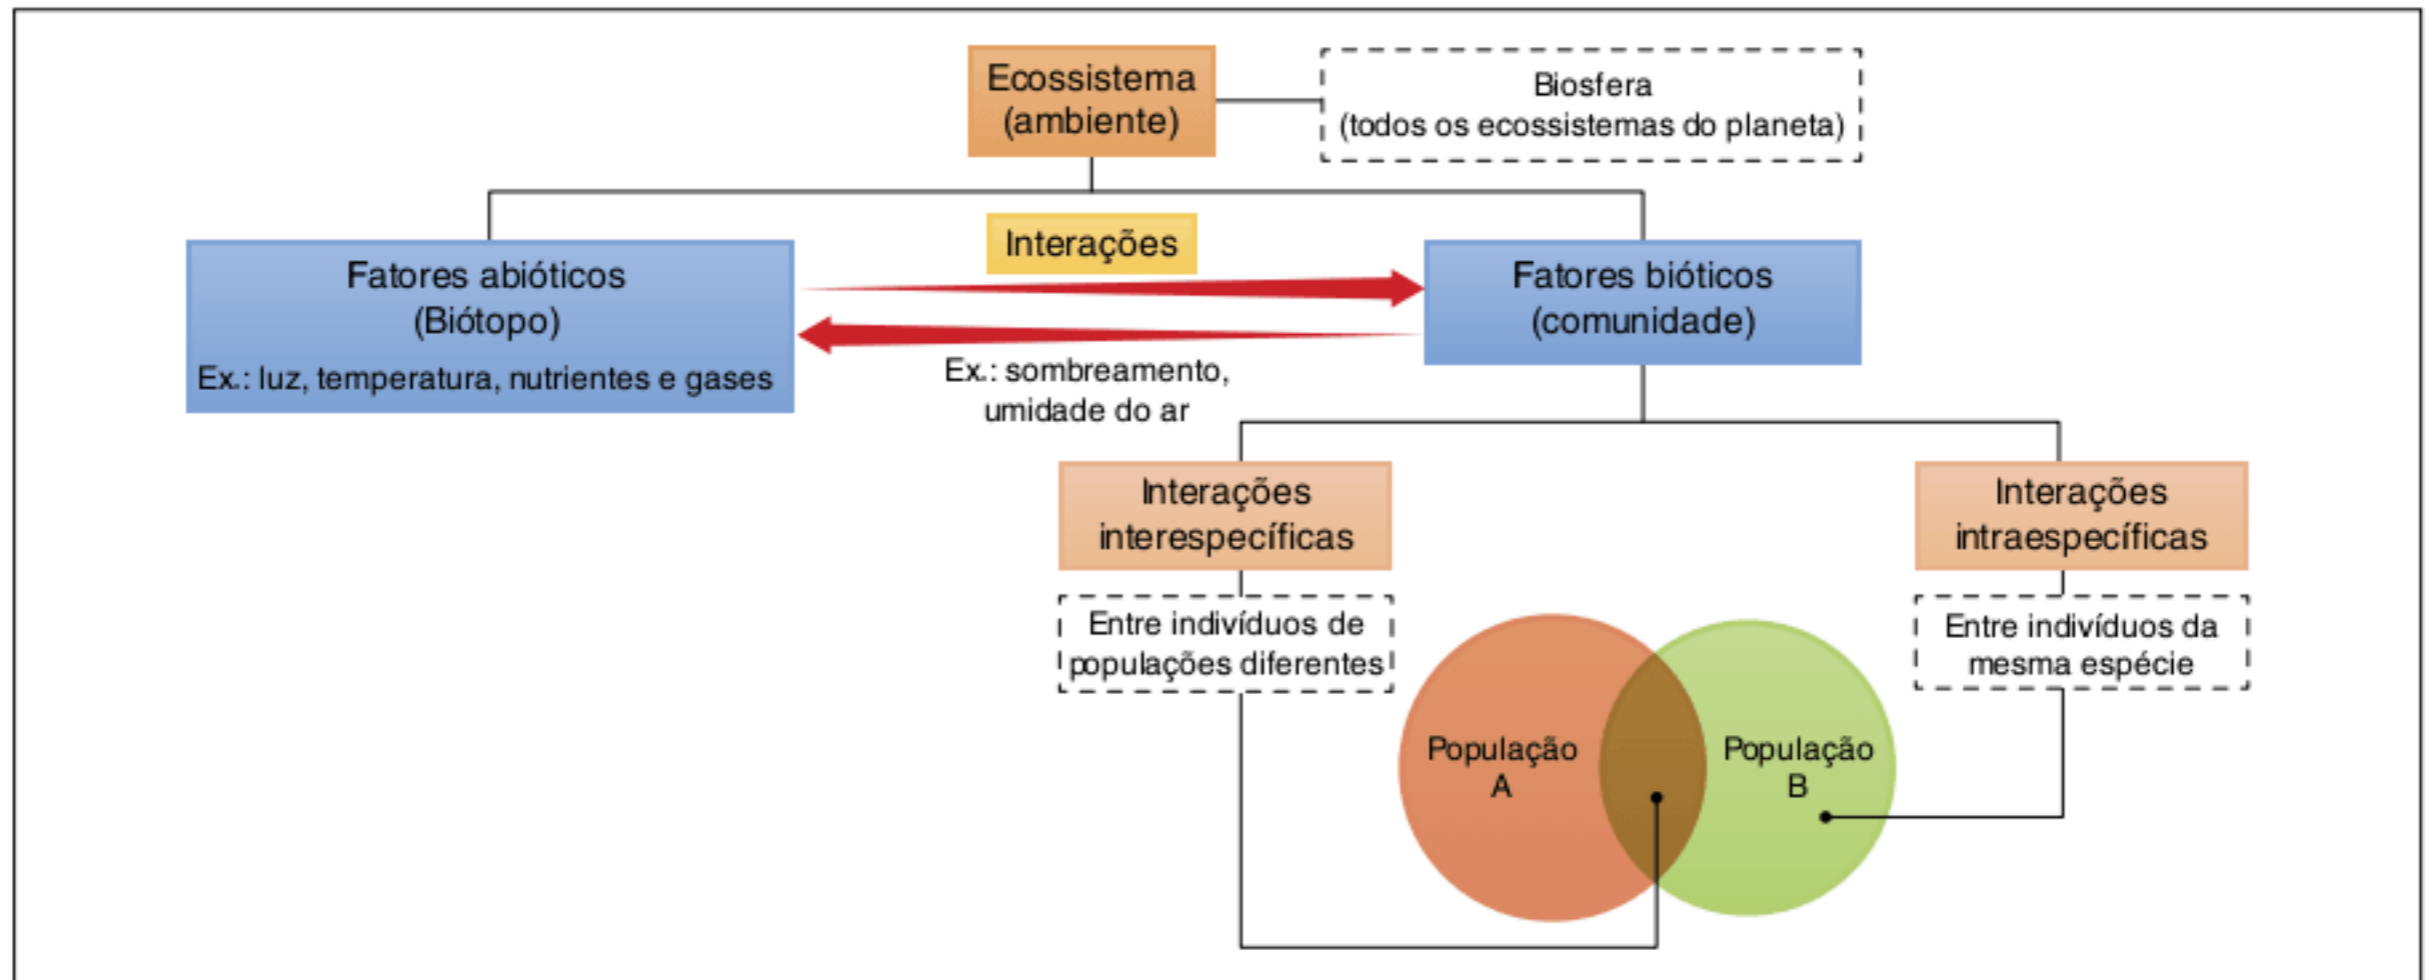 Ecossistema
(ambiente)
Biosfera
(todos os ecossistemas do planeta)
Interações
Fatores abióticos
(Biótopo)
Ex.: luz, temperatura, nutrientes e gases
Fatores bióticos
(comunidade)
Ex.: sombreamento,
umidade do ar
Interações
interespecíficas
Interações
intraespecíficas
Entre indivíduos de
populações diferentes
Entre indivíduos da
mesma espécie
População
A
População
B